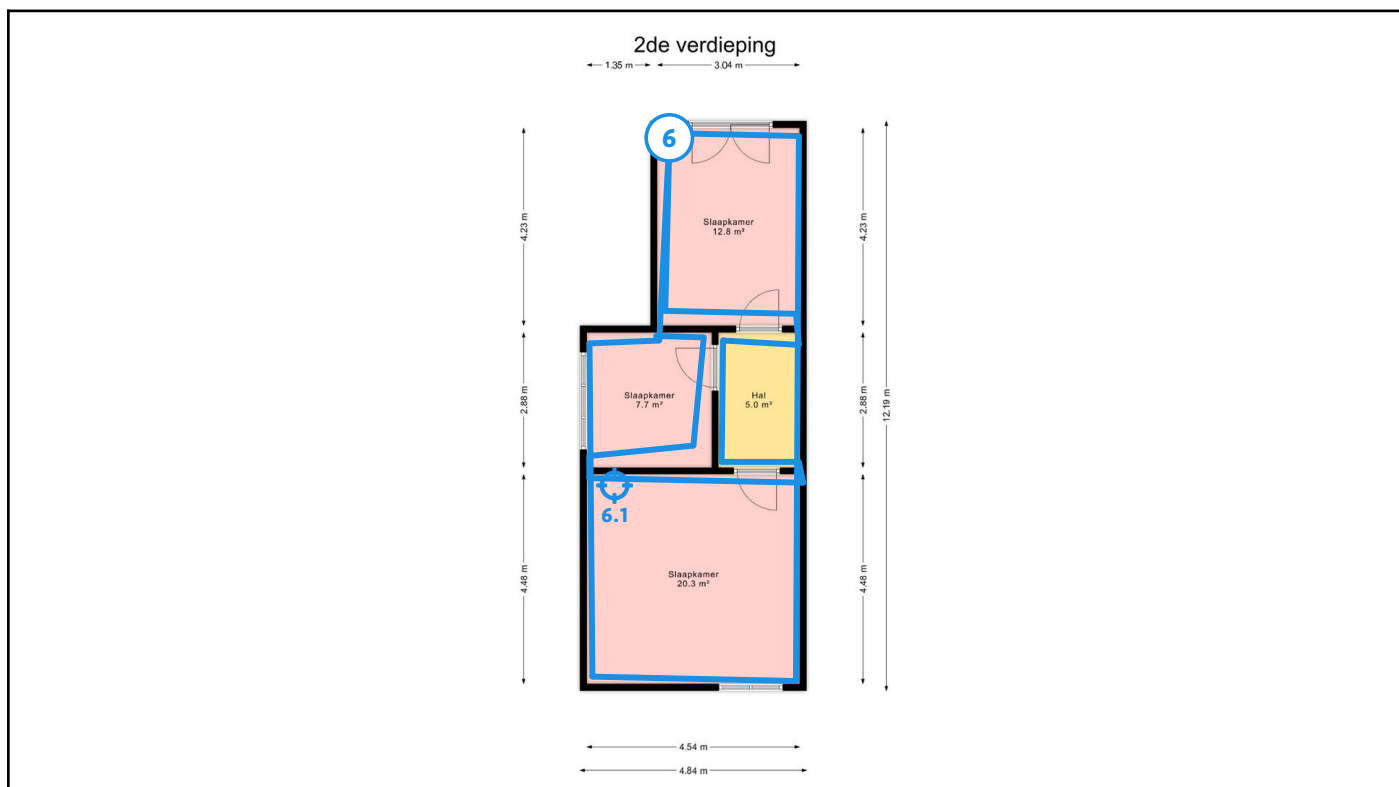 2de verdieping
1.35 m
3.04 m
6
4.23 m
4.23 m
Slaapkamer
12.8 m²
2.88 m
Slaapkamer
7.7 m²
Hal
5.0 m²
2.88 m
12.19 m
6.1
4.48 m
Slaapkamer
20.3 m²
4.48 m
4.54 m
4.84 m